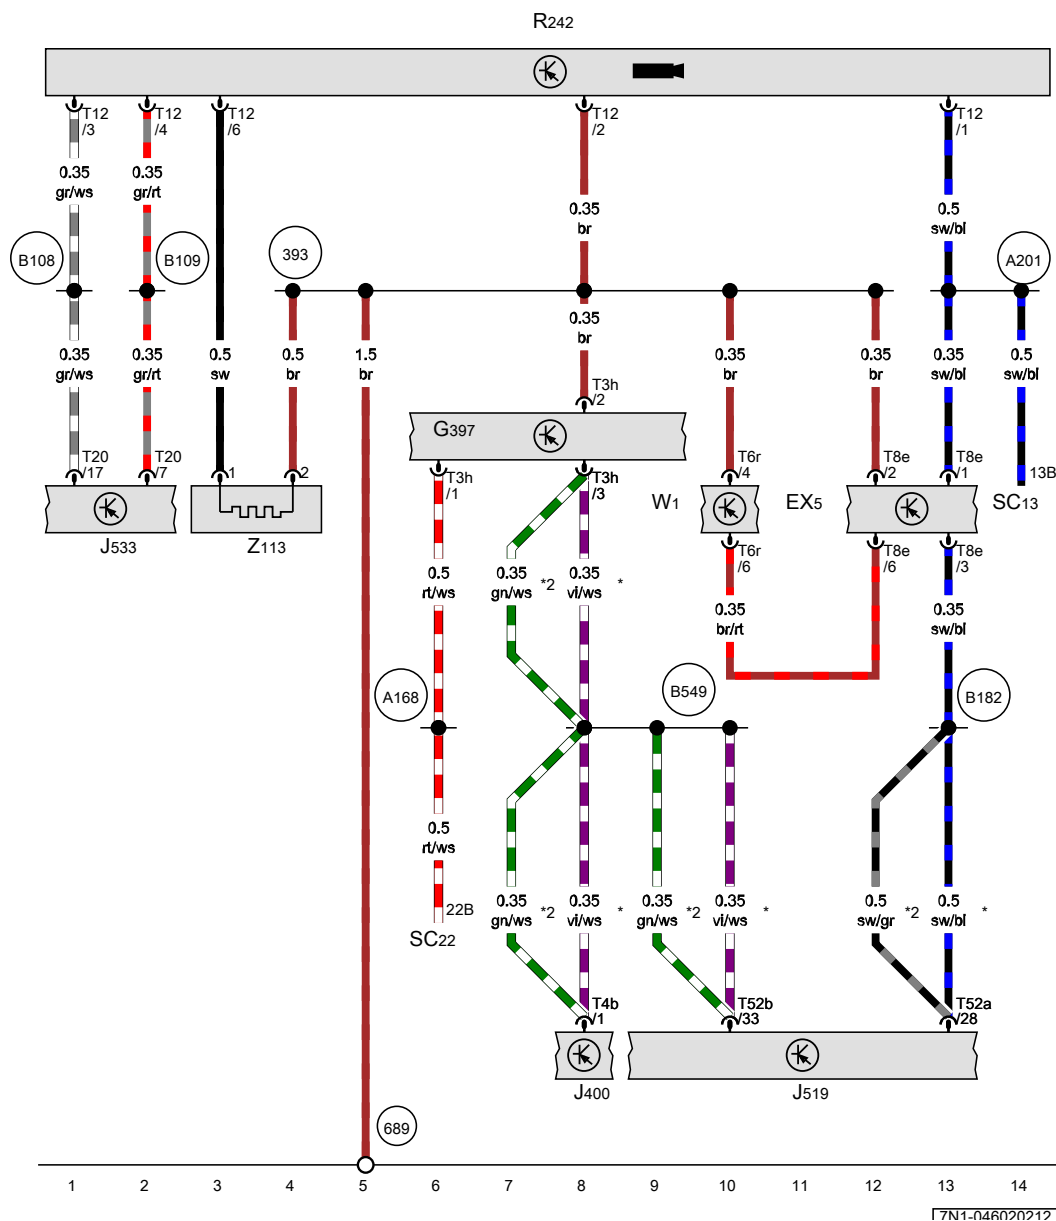 R242
T12 T12 T12 T12 T12
/3 /4 /6 /2 /1
0.35 0.35
gr/ws gr/rt
0.35 0.5
br sw/bl
B108 B109 393 A201
0.35
br
0.35 0.35 0.5 0.5 1.5 0.35 0.35 0.35 0.5
gr/ws gr/rt sw br br br br sw/bl sw/bl
T3h
/2
G397
T20 T20 T6r T8e T8e
/17 /7 1 2 /4 /2 /1 13B
T3h T3h
/1 /3
W1 EX5 SC13
J533 Z113
T6r T8e T8e
/6 /6 /3
0.5 0.35 0.35
rt/ws gn/ws *2 vi/ws *
0.35 0.35
br/rt sw/bl
A168 B549 B182
0.5
rt/ws
22B
SC22
0.35 0.35 0.35 0.35 0.5 0.5
gn/ws *2 vi/ws * gn/ws *2 vi/ws * sw/gr *2 sw/bl *
T4b T52b T52a
/1 /33 /28
J400 J519
689
1 2 3 4 5 6 7 8 9 10 11 12 13 14
7N1-046020212